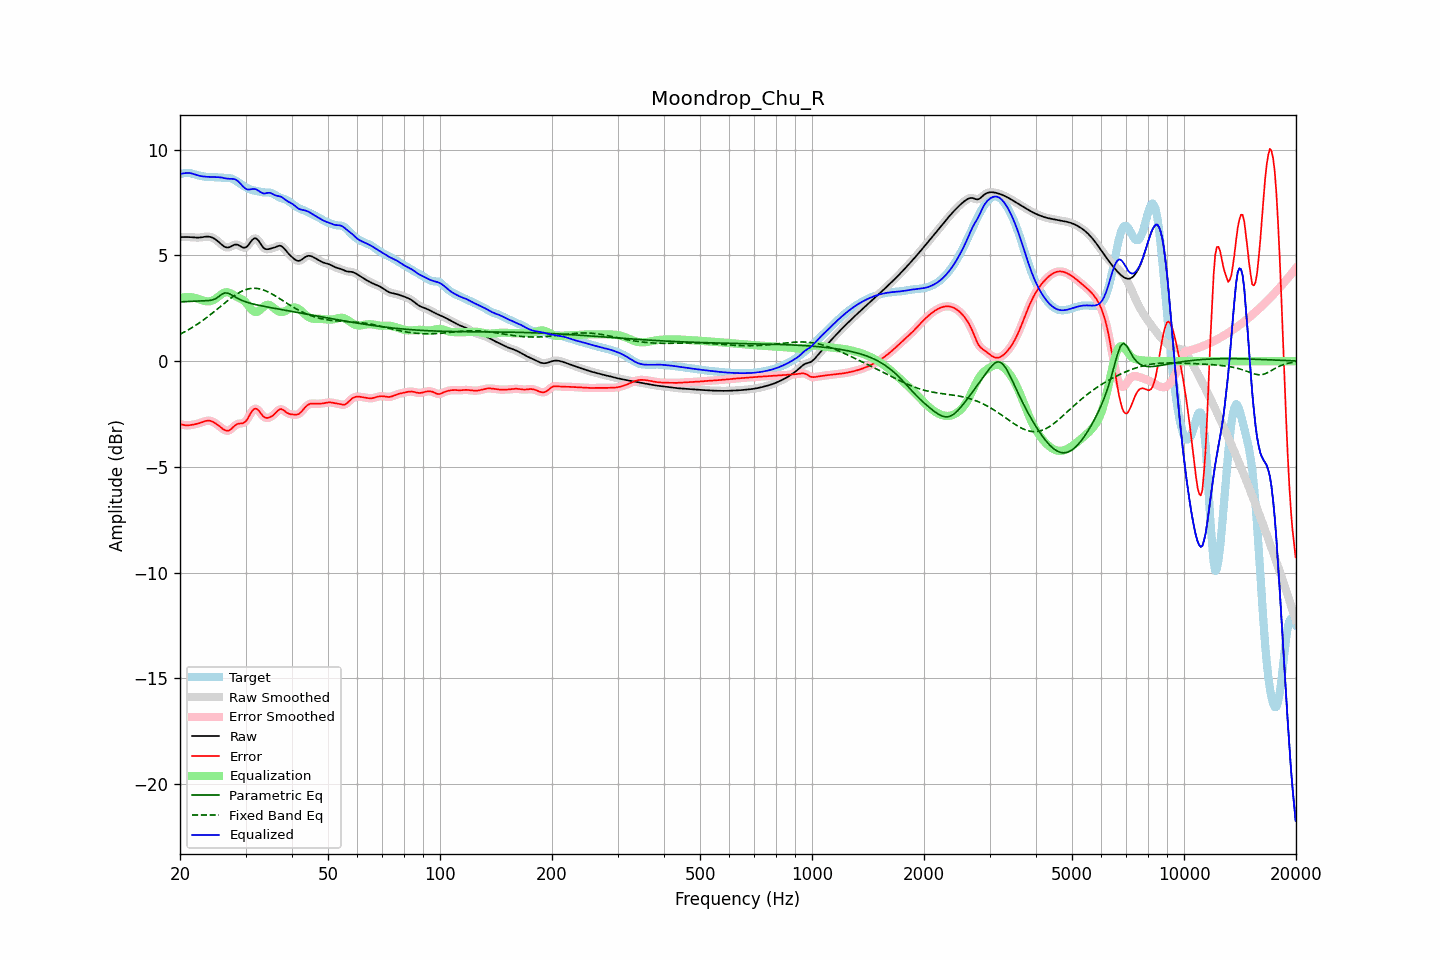 Moondrop_Chu_R
10
5
0
−5
−10
−15
−20
Amplitude (dBr)
Target
Raw Smoothed
Error Smoothed
Raw
Error
Equalization
Parametric Eq
Fixed Band Eq
Equalized
20 50 100 200 500 1000 2000 5000 10000 20000
Frequency (Hz)